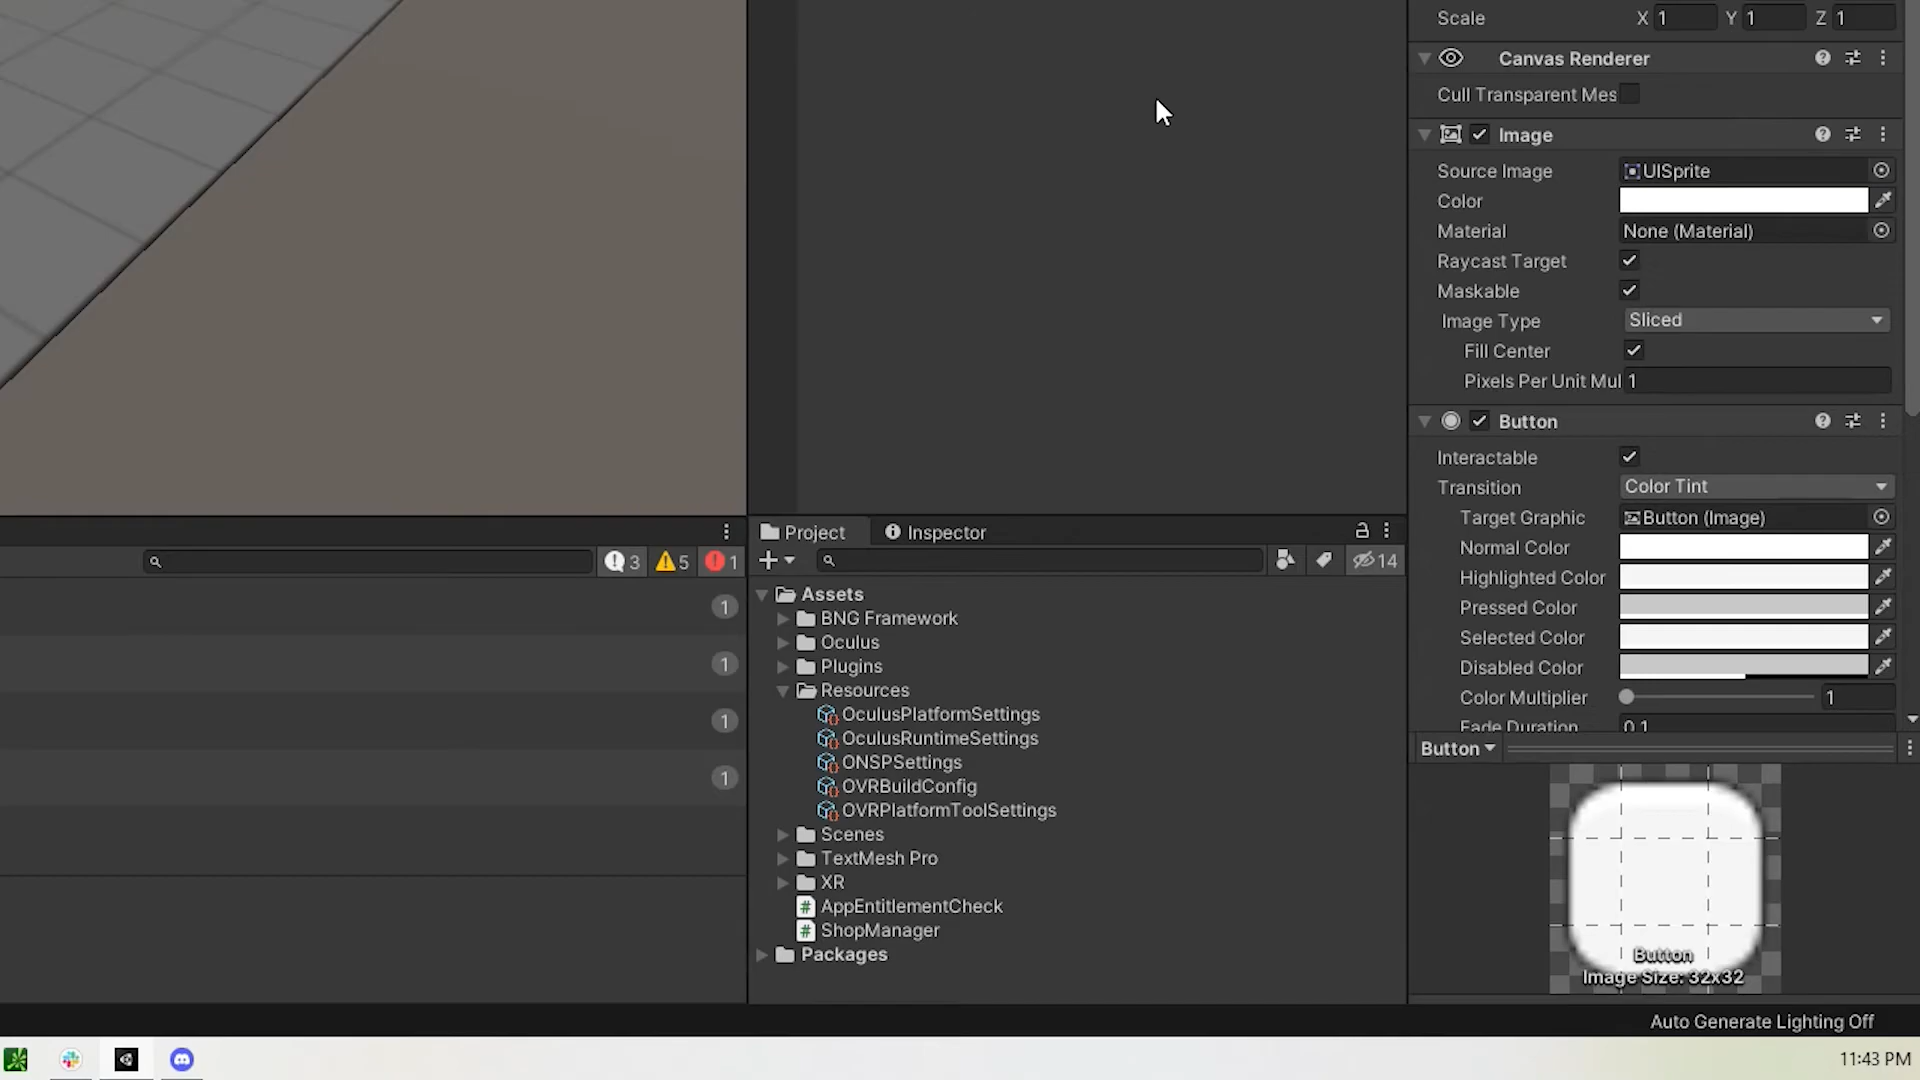 Scale X 1 Y 1 Z 1
Canvas Renderer
Cull Transparent Mes
Image
Source Image UISprite
Color
Material None (Material)
Raycast Target
Maskable
Image Type Sliced
Fill Center
Pixels Per Unit Mul 1
Button
Interactable
Transition Color Tint
Target Graphic Button (Image)
Normal Color
Highlighted Color
Pressed Color
Selected Color
Disabled Color
Color Multiplier 1
Fade Duration 0.1
Button
Button
Image Size: 32x32
3 5 1
1
1
1
1
Project Inspector
14
Assets
BNG Framework
Oculus
Plugins
Resources
OculusPlatformSettings
OculusRuntimeSettings
ONSPSettings
OVRBuildConfig
OVRPlatformToolSettings
Scenes
TextMesh Pro
XR
AppEntitlementCheck
ShopManager
Packages
Auto Generate Lighting Off
11:43 PM